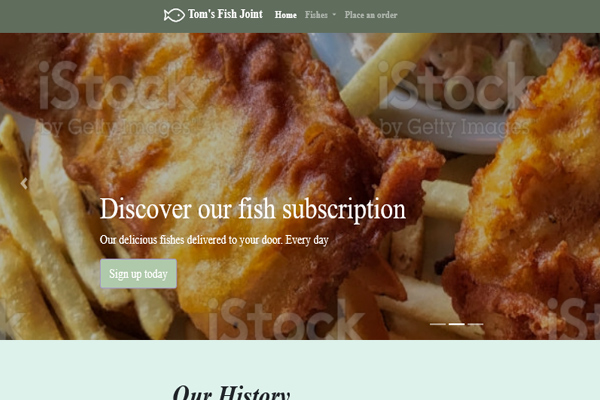 Tom's Fish Joint Home Fishes Place an order
iStock
by Getty Images
iStock
by Getty Images
Discover our fish subscription
Our delicious fishes delivered to your door. Every day
Sign up today
iStock
Our History